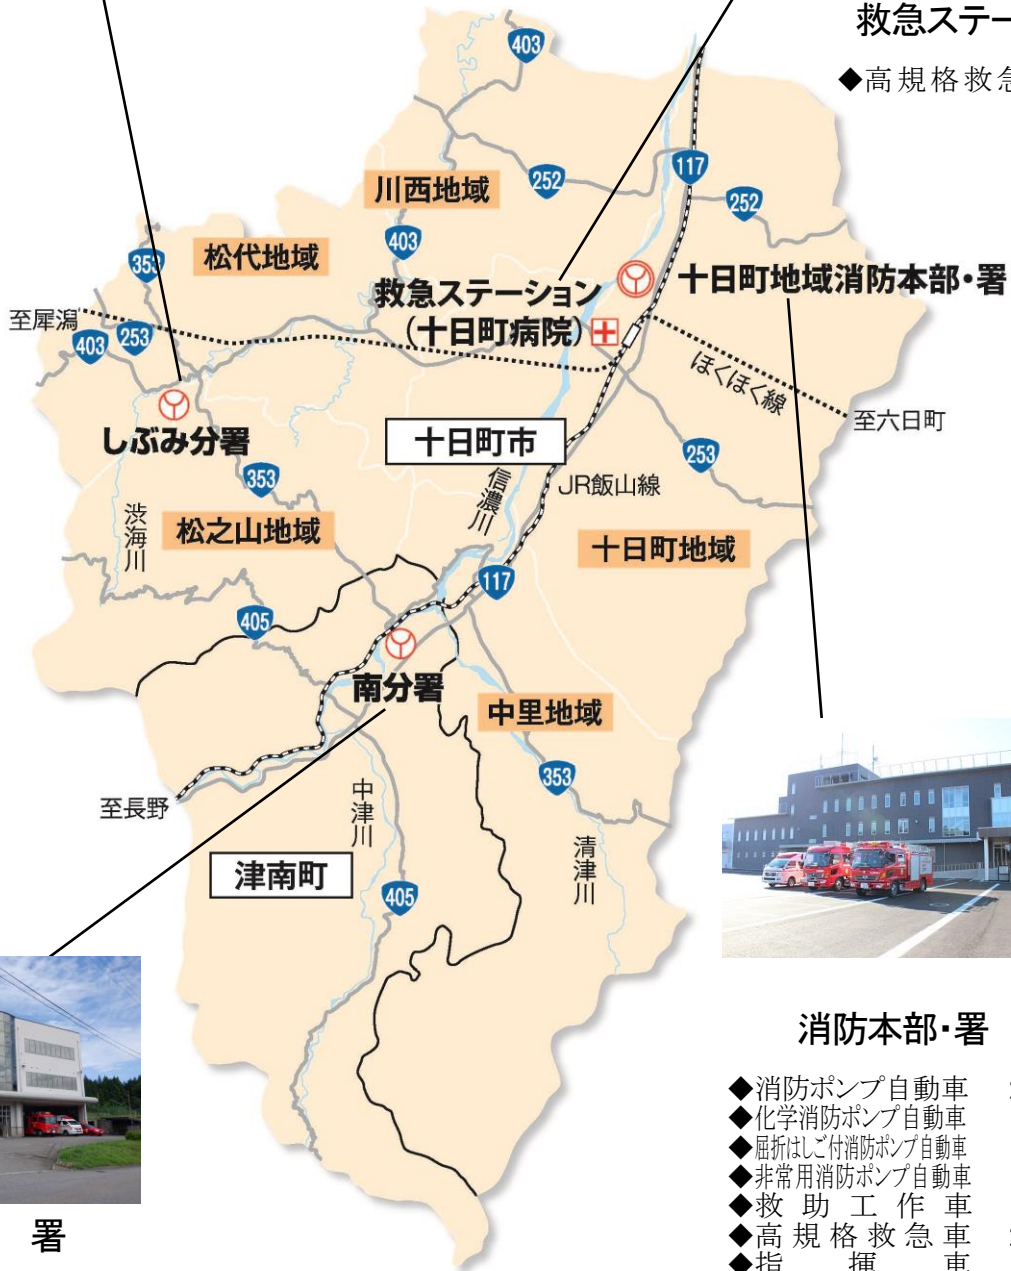 救急ステー
◆高規格救急
403
117
252
252
川西地域
353
松代地域
403
救急ステーション
(十日町病院)
十日町地域消防本部・署
至犀潟
403
253
ほくほく線
至六日町
しぶみ分署
十日町市
253
353
信濃川
JR飯山線
渋海川
松之山地域
十日町地域
117
405
南分署
中里地域
353
至長野
中津川
清津川
津南町
405
署
消防本部・署
◆消防ポンプ自動車
◆化学消防ポンプ自動車
◆屈折はしご付消防ポンプ自動車
◆非常用消防ポンプ自動車
◆救助工作車
◆高規格救急車
◆指揮車